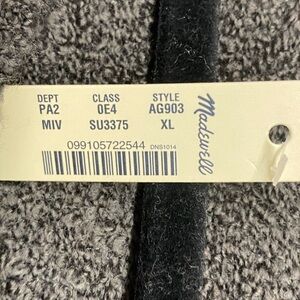 DEPT CLASS STYLE
PA2 0E4 AG903
MIV SU3375 XL
099105722544 DNS1014
Madewell